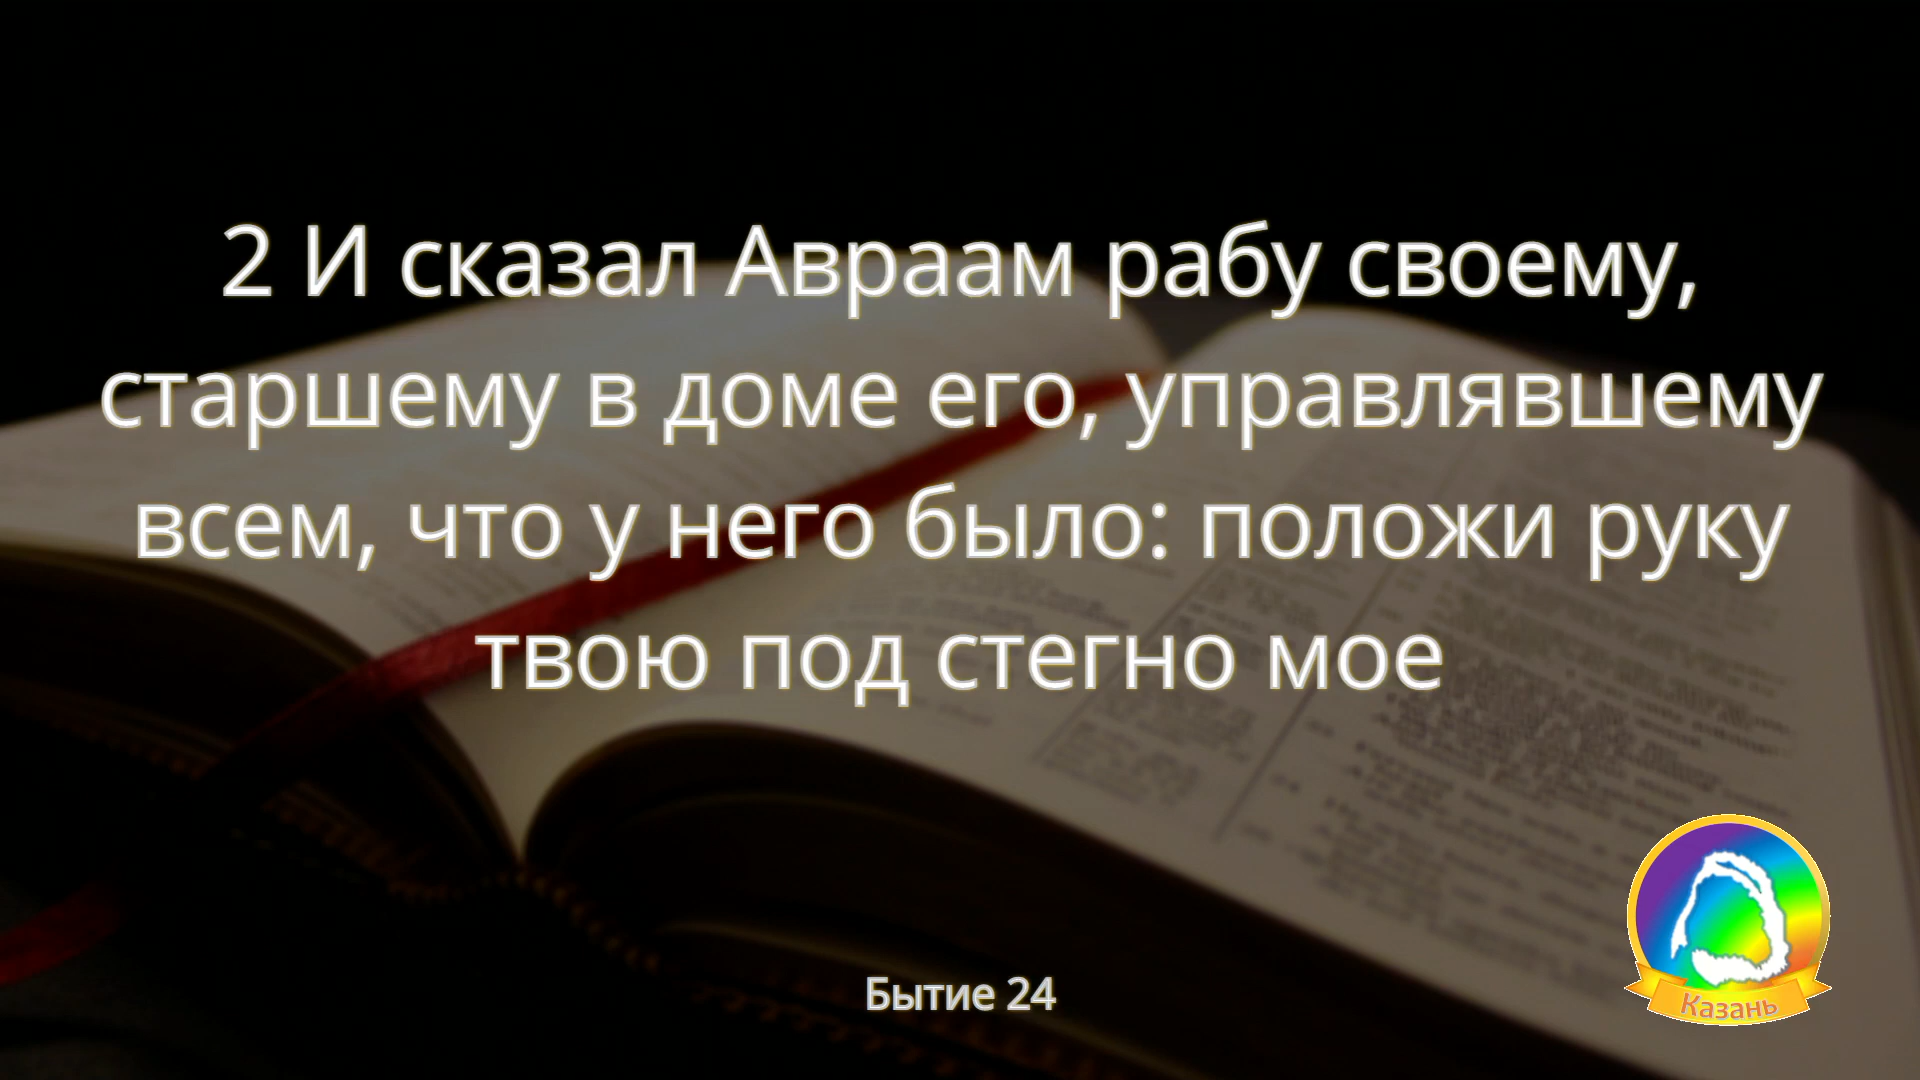 2 И сказал Авраам рабу своему,
старшему в доме его, управлявшему
всем, что у него было: положи руку
твою под стегно мое
Бытие 24
Казань